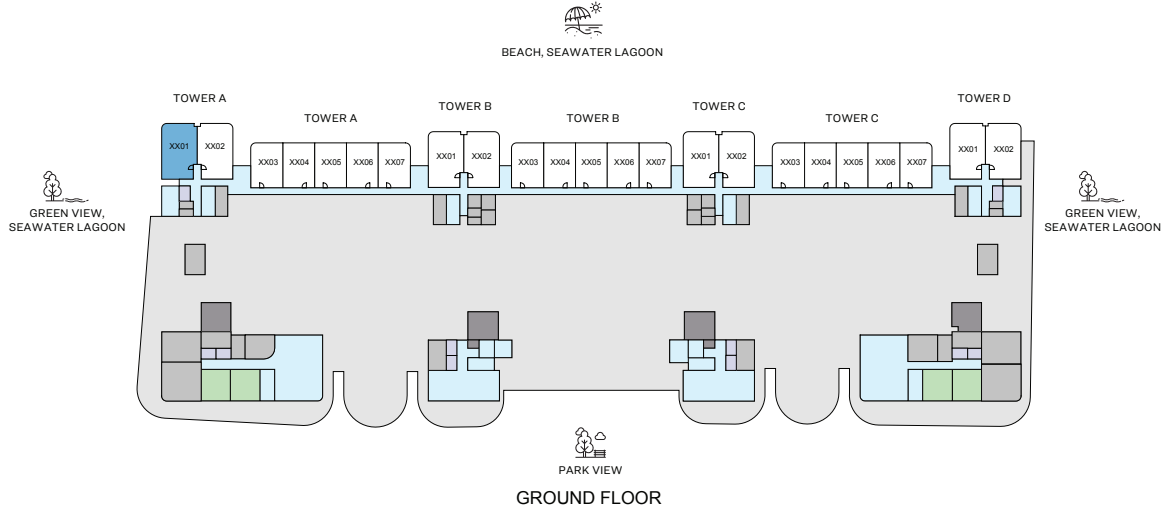 BEACH, SEAWATER LAGOON
TOWER A
TOWER A
TOWER B
TOWER B
TOWER C
TOWER C
TOWER D
XX01 XX02
XX03 XX04 XX05 XX06 XX07
XX01 XX02
XX03 XX04 XX05 XX06 XX07
XX01 XX02
XX03 XX04 XX05 XX06 XX07
XX01 XX02
GREEN VIEW,
SEAWATER LAGOON
GREEN VIEW,
SEAWATER LAGOON
PARK VIEW
GROUND FLOOR